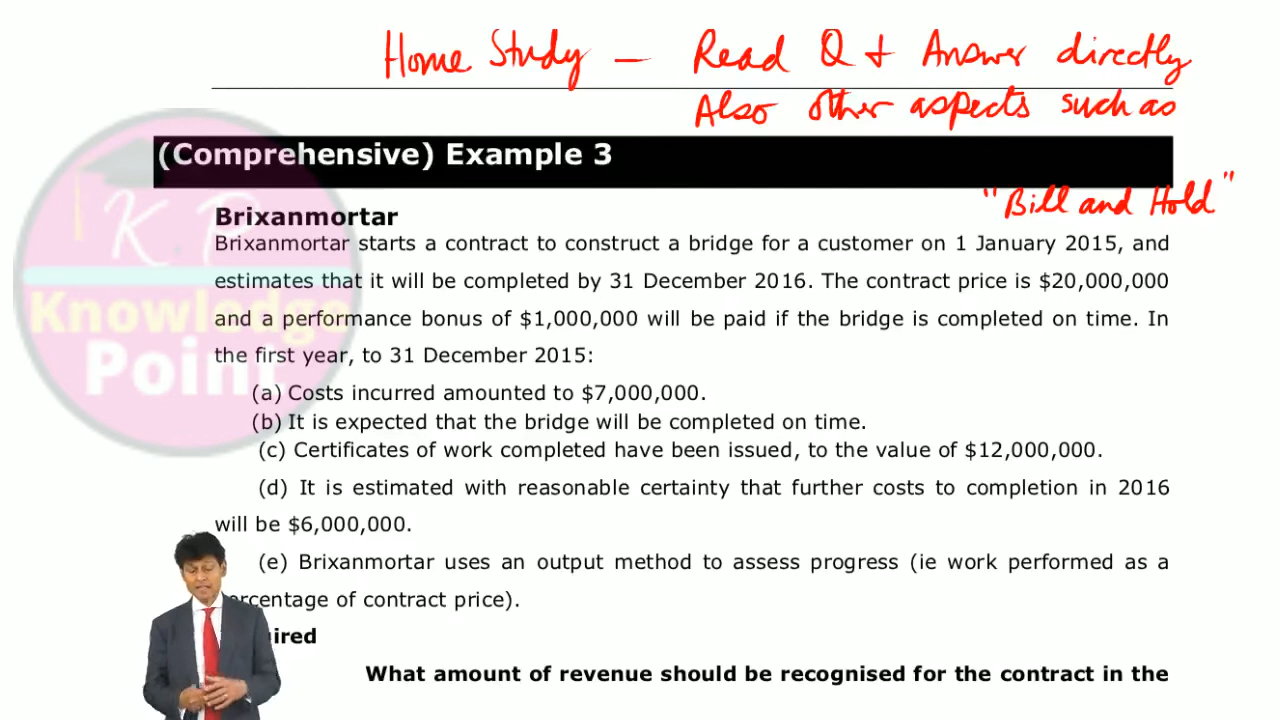 Home Study – Read Q + Answer directly
Also other aspects such as
(Comprehensive) Example 3
"Bill and Hold"
Brixanmortar
Brixanmortar starts a contract to construct a bridge for a customer on 1 January 2015, and
estimates that it will be completed by 31 December 2016. The contract price is $20,000,000
and a performance bonus of $1,000,000 will be paid if the bridge is completed on time. In
the first year, to 31 December 2015:
(a) Costs incurred amounted to $7,000,000.
(b) It is expected that the bridge will be completed on time.
(c) Certificates of work completed have been issued, to the value of $12,000,000.
(d) It is estimated with reasonable certainty that further costs to completion in 2016
will be $6,000,000.
(e) Brixanmortar uses an output method to assess progress (ie work performed as a
percentage of contract price).
ired
What amount of revenue should be recognised for the contract in the
K.P
Knowledge
Point